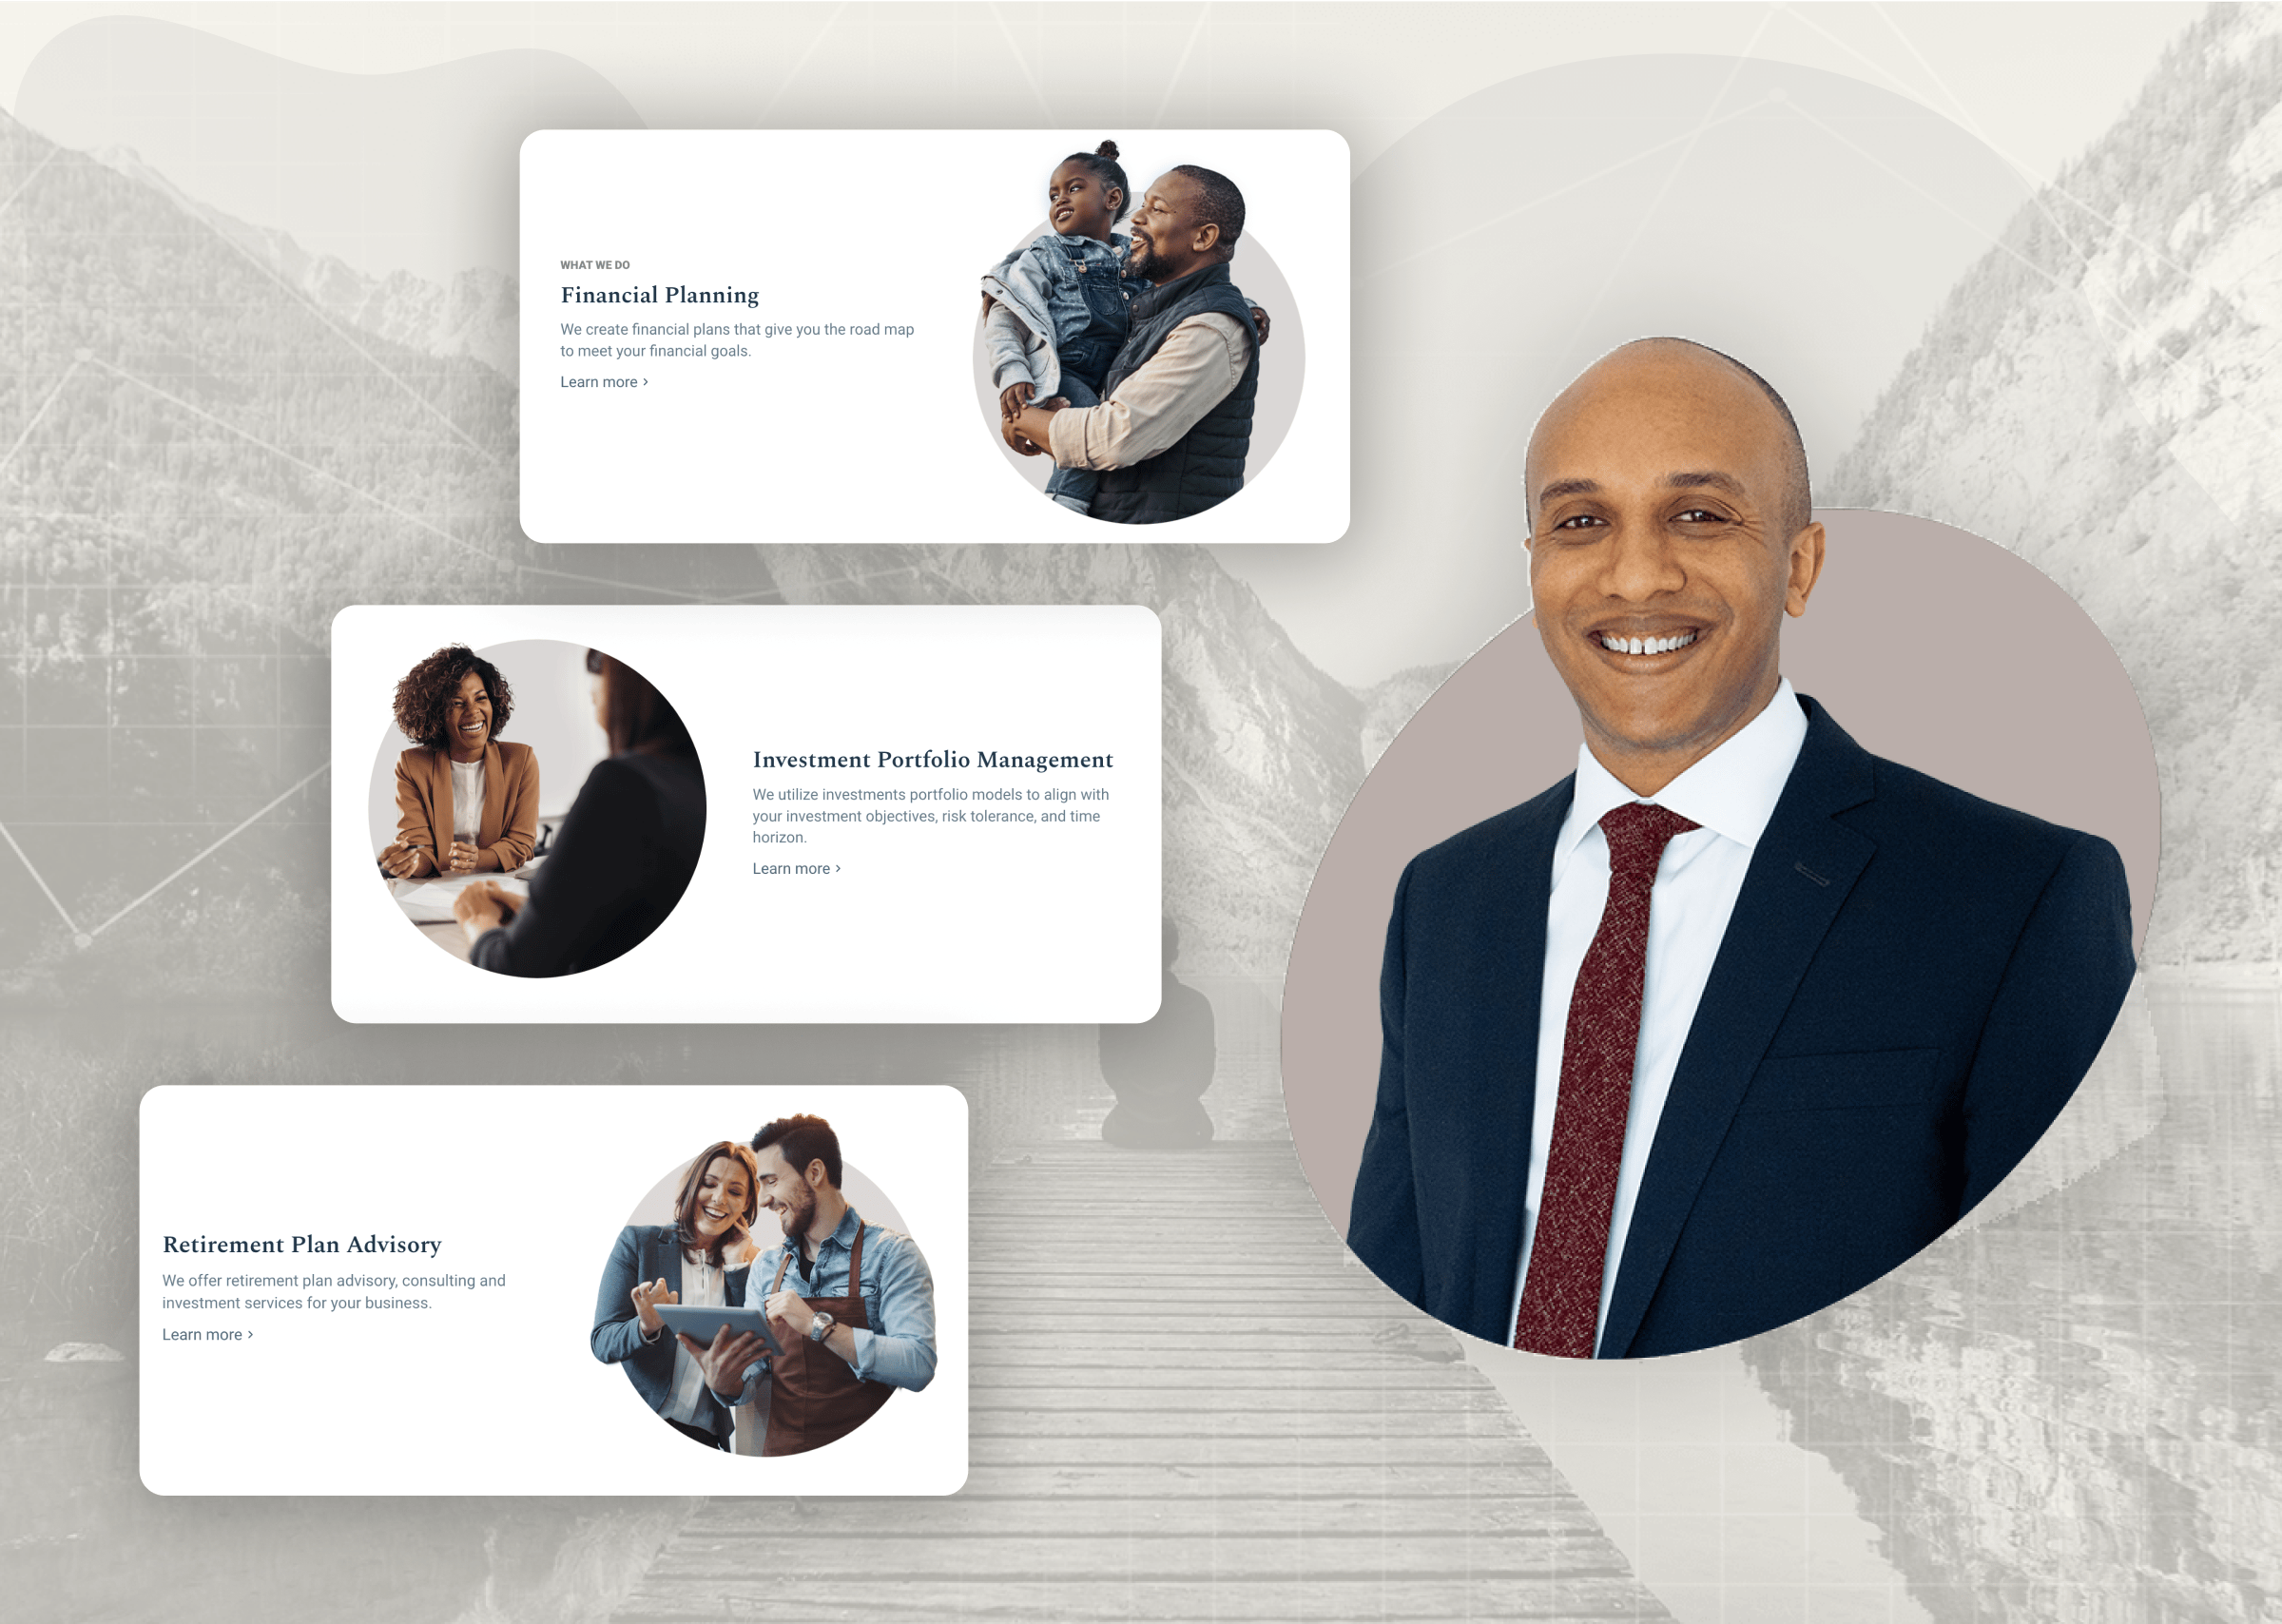 WHAT WE DO
Financial Planning
We create financial plans that give you the road map
to meet your financial goals.
Learn more ›
Investment Portfolio Management
We utilize investments portfolio models to align with
your investment objectives, risk tolerance, and time
horizon.
Learn more ›
Retirement Plan Advisory
We offer retirement plan advisory, consulting and
investment services for your business.
Learn more ›